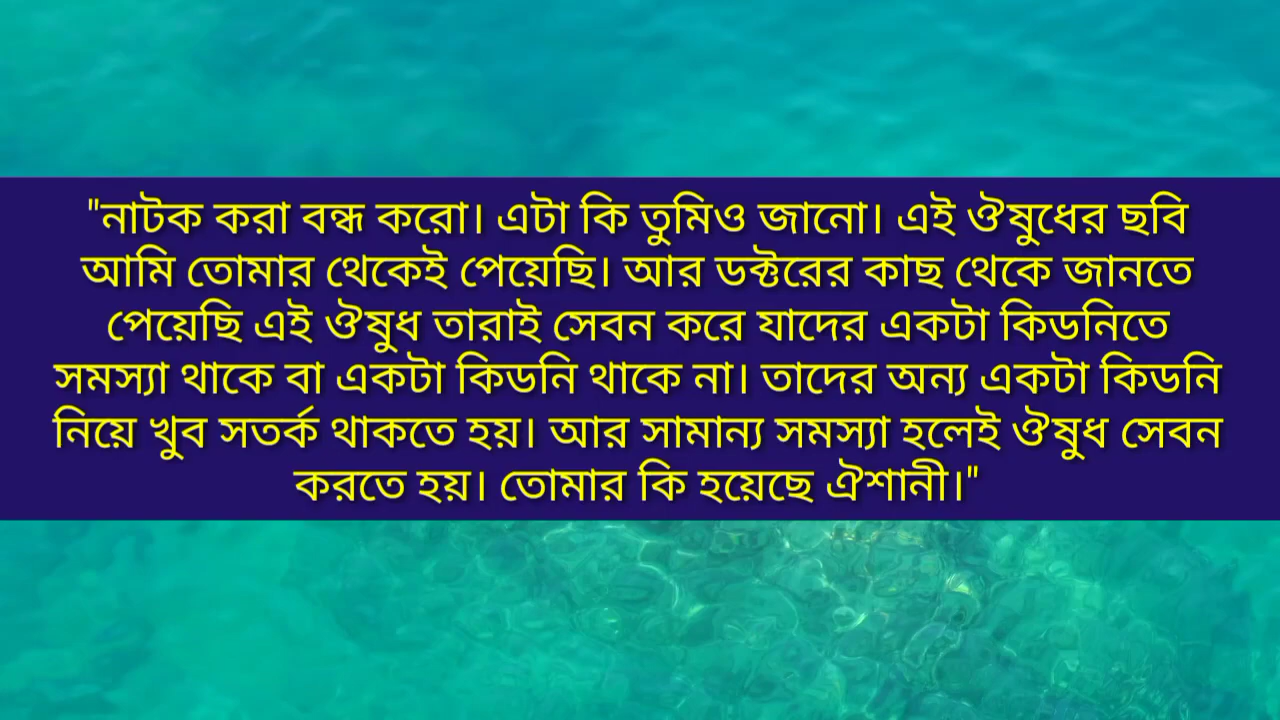 "নাটক করা বন্ধ করো। এটা কি তুমিও জানো। এই ঔষুধের ছবি
আমি তোমার থেকেই পেয়েছি। আর ডক্টরের কাছ থেকে জানতে
পেয়েছি এই ঔষুধ তারাই সেবন করে যাদের একটা কিডনিতে
সমস্যা থাকে বা একটা কিডনি থাকে না। তাদের অন্য একটা কিডনি
নিয়ে খুব সতর্ক থাকতে হয়। আর সামান্য সমস্যা হলেই ঔষুধ সেবন
করতে হয়। তোমার কি হয়েছে ঐশানী।"